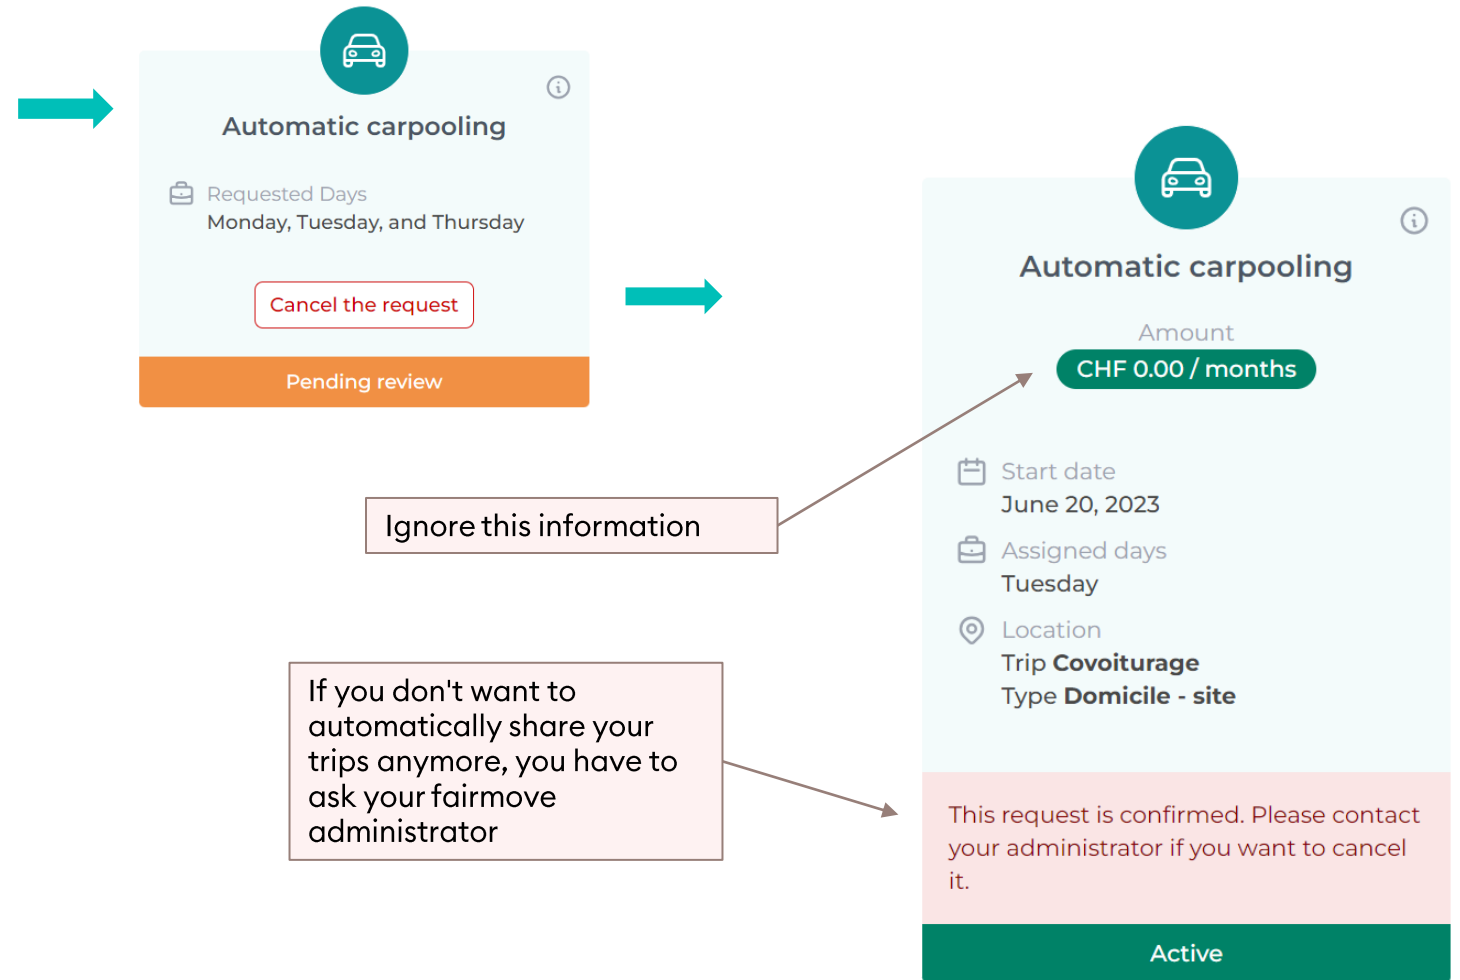 Automatic carpooling
Requested Days
Monday, Tuesday, and Thursday
Cancel the request
Pending review
Automatic carpooling
Amount
CHF 0.00 / months
Start date
June 20, 2023
Assigned days
Tuesday
Location
Trip Covoiturage
Type Domicile - site
This request is confirmed. Please contact
your administrator if you want to cancel
it.
Active
Ignore this information
If you don't want to
automatically share your
trips anymore, you have to
ask your fairmove
administrator